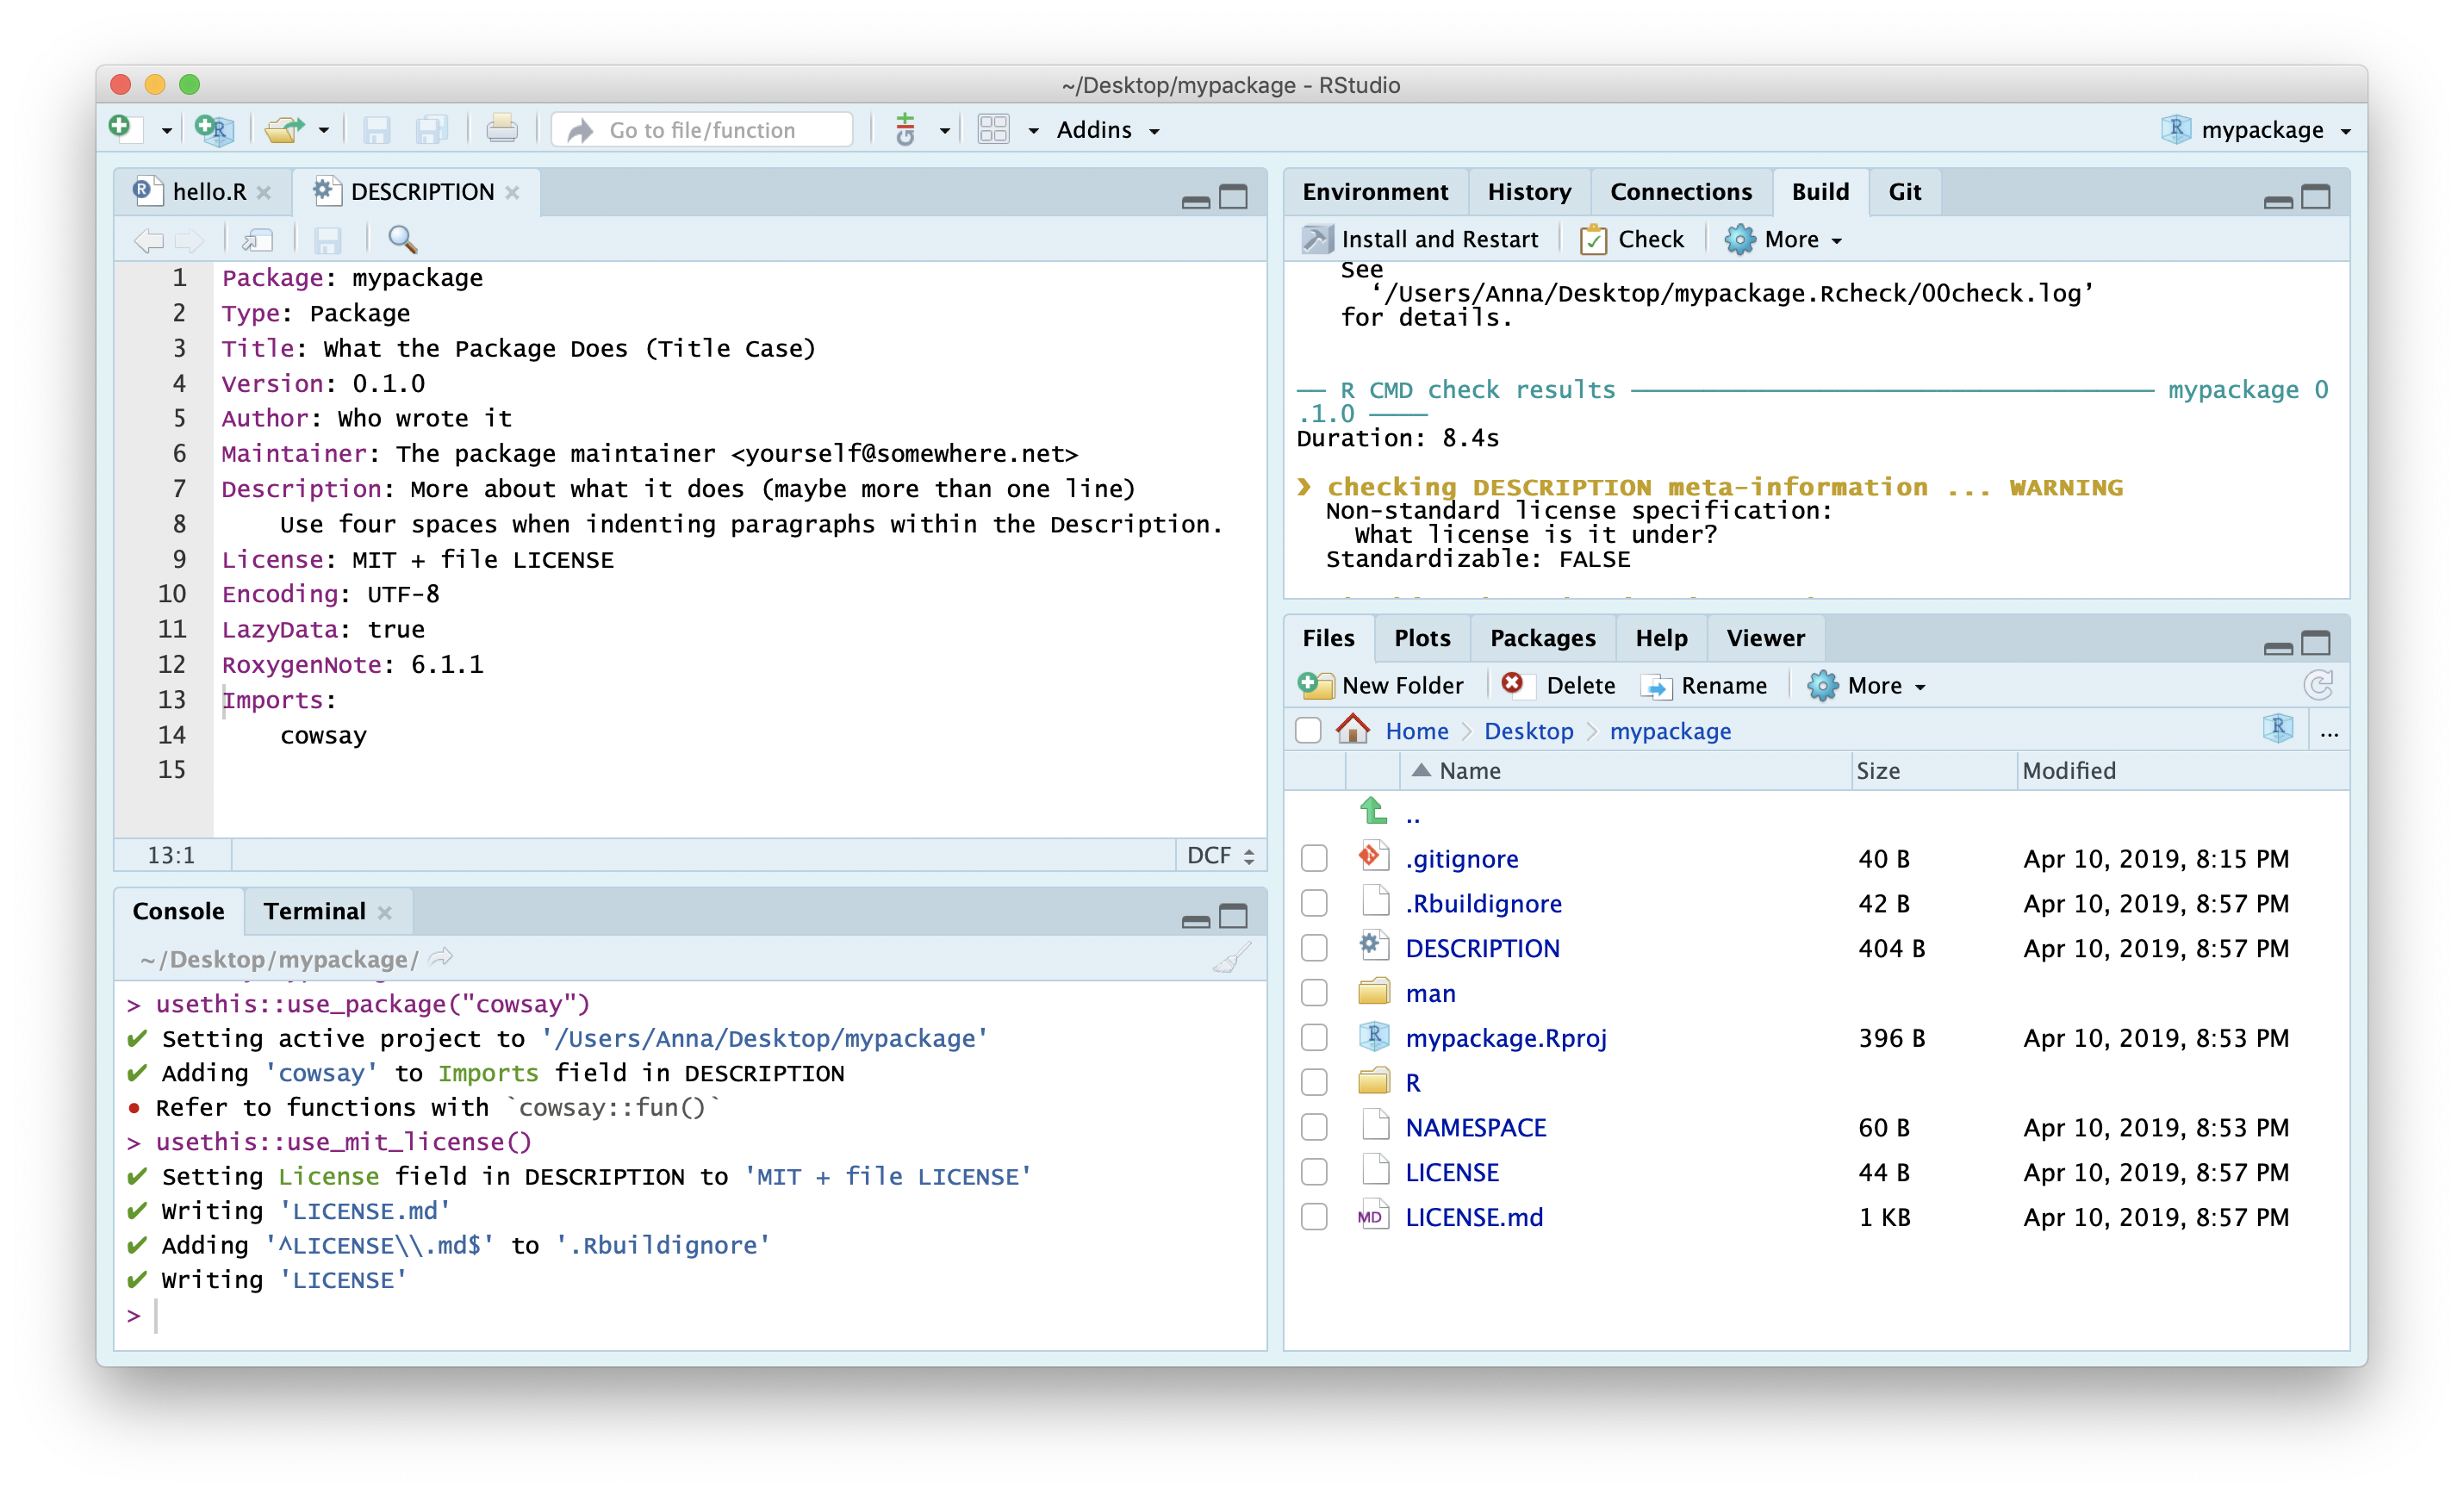 ~/Desktop/mypackage - RStudio
Go to file/function
Git
Addins
mypackage
hello.R
DESCRIPTION
1 Package: mypackage
2 Type: Package
3 Title: What the Package Does (Title Case)
4 Version: 0.1.0
5 Author: Who wrote it
6 Maintainer: The package maintainer <yourself@somewhere.net>
7 Description: More about what it does (maybe more than one line)
8 Use four spaces when indenting paragraphs within the Description.
9 License: MIT + file LICENSE
10 Encoding: UTF-8
11 LazyData: true
12 RoxygenNote: 6.1.1
13 Imports:
14 cowsay
15
13:1
DCF
Console Terminal
~/Desktop/mypackage/
> usethis::use_package("cowsay")
✔ Setting active project to '/Users/Anna/Desktop/mypackage'
✔ Adding 'cowsay' to Imports field in DESCRIPTION
● Refer to functions with `cowsay::fun()`
> usethis::use_mit_license()
✔ Setting License field in DESCRIPTION to 'MIT + file LICENSE'
✔ Writing 'LICENSE.md'
✔ Adding '^LICENSE\\.md$' to '.Rbuildignore'
✔ Writing 'LICENSE'
>
Environment History Connections Build Git
Install and Restart Check More
See
‘/Users/Anna/Desktop/mypackage.Rcheck/00check.log’
for details.
── R CMD check results ──────────────────── mypackage 0
.1.0 ────
Duration: 8.4s
❯ checking DESCRIPTION meta-information ... WARNING
Non-standard license specification:
What license is it under?
Standardizable: FALSE
Files Plots Packages Help Viewer
New Folder Delete Rename More
Home Desktop mypackage ...
Name Size Modified
..
.gitignore 40 B Apr 10, 2019, 8:15 PM
.Rbuildignore 42 B Apr 10, 2019, 8:57 PM
DESCRIPTION 404 B Apr 10, 2019, 8:57 PM
man
mypackage.Rproj 396 B Apr 10, 2019, 8:53 PM
R
NAMESPACE 60 B Apr 10, 2019, 8:53 PM
LICENSE 44 B Apr 10, 2019, 8:57 PM
MD LICENSE.md 1 KB Apr 10, 2019, 8:57 PM